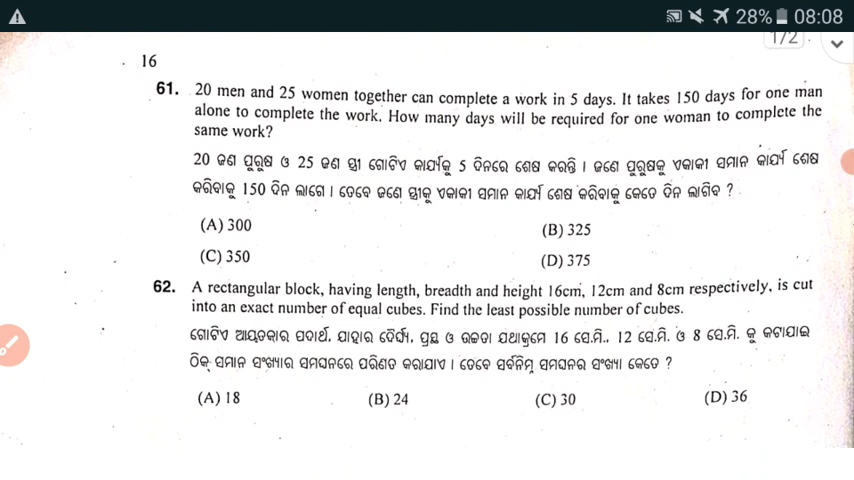 28% 08:08
1/2
16
61. 20 men and 25 women together can complete a work in 5 days. It takes 150 days for one man
alone to complete the work. How many days will be required for one woman to complete the
same work?
20 ଜଣ ପୁରୁଷ ଓ 25 ଜଣ ସ୍ତ୍ରୀ ଗୋଟିଏ କାର୍ଯ୍ୟକୁ 5 ଦିନରେ ଶେଷ କରନ୍ତି । ଜଣେ ପୁରୁଷକୁ ଏକାକୀ ସମାନ କାର୍ଯ୍ୟ ଶେଷ
କରିବାକୁ 150 ଦିନ ଲାଗେ । ତେବେ ଜଣେ ସ୍ତ୍ରୀକୁ ଏକାକୀ ସମାନ କାର୍ଯ୍ୟ ଶେଷ କରିବାକୁ କେତେ ଦିନ ଲାଗିବ ?
(A) 300 (B) 325
(C) 350 (D) 375
62. A rectangular block, having length, breadth and height 16cm, 12cm and 8cm respectively, is cut
into an exact number of equal cubes. Find the least possible number of cubes.
ଗୋଟିଏ ଆୟତକାର ପଦାର୍ଥ, ଯାହାର ଦୈର୍ଘ୍ୟ, ପ୍ରସ୍ଥ ଓ ଉଚ୍ଚତା ଯଥାକ୍ରମେ 16 ସେ.ମି., 12 ସେ.ମି. ଓ 8 ସେ.ମି. କୁ କଟାଯାଇ
ଠିକ୍ ସମାନ ସଂଖ୍ୟାର ସମଘନରେ ପରିଣତ କରାଯାଏ । ତେବେ ସର୍ବନିମ୍ନ ସମଘନର ସଂଖ୍ୟା କେତେ ?
(A) 18 (B) 24 (C) 30 (D) 36